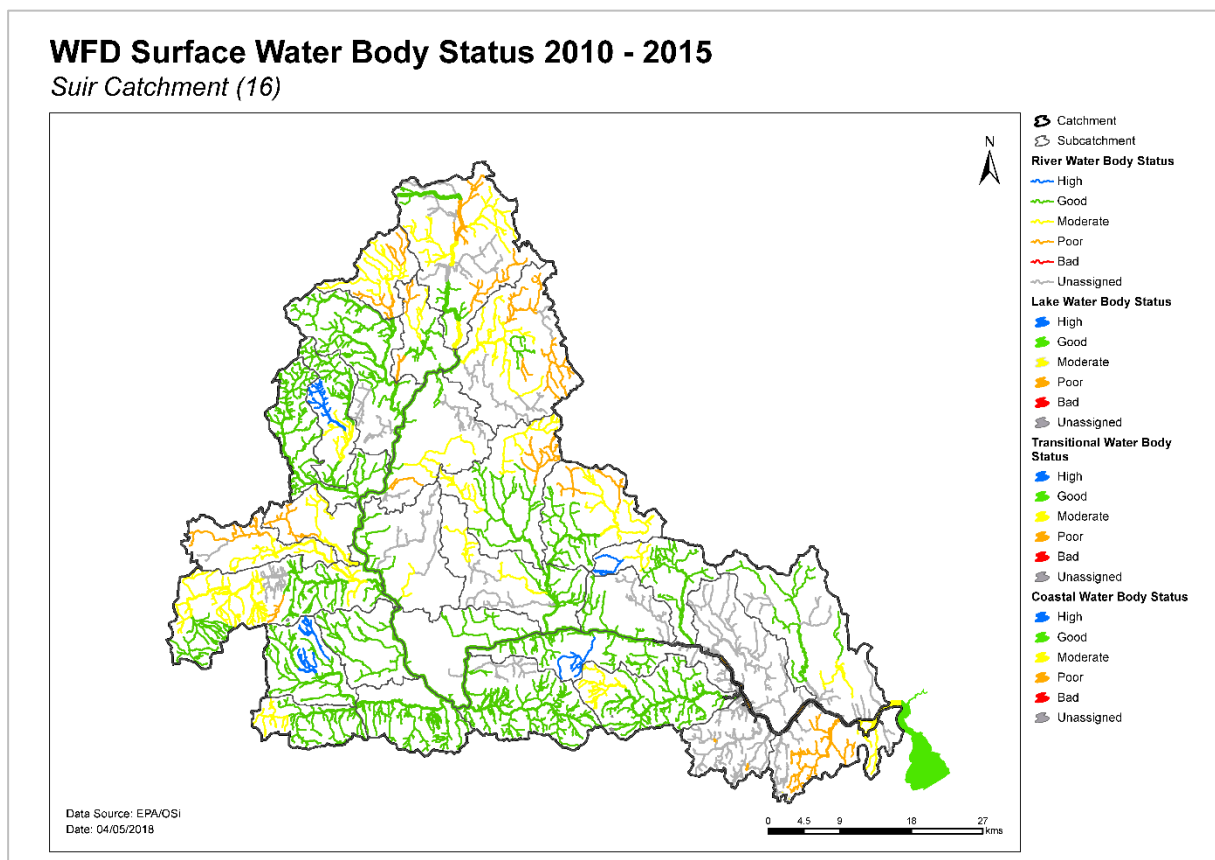 WFD Surface Water Body Status 2010 - 2015
Suir Catchment (16)
N
Catchment
Subcatchment
River Water Body Status
High
Good
Moderate
Poor
Bad
Unassigned
Lake Water Body Status
High
Good
Moderate
Poor
Bad
Unassigned
Transitional Water Body
Status
High
Good
Moderate
Poor
Bad
Unassigned
Coastal Water Body Status
High
Good
Moderate
Poor
Bad
Unassigned
Data Source: EPA/OSi
Date: 04/05/2018
0 4.5 9 18 27
kms